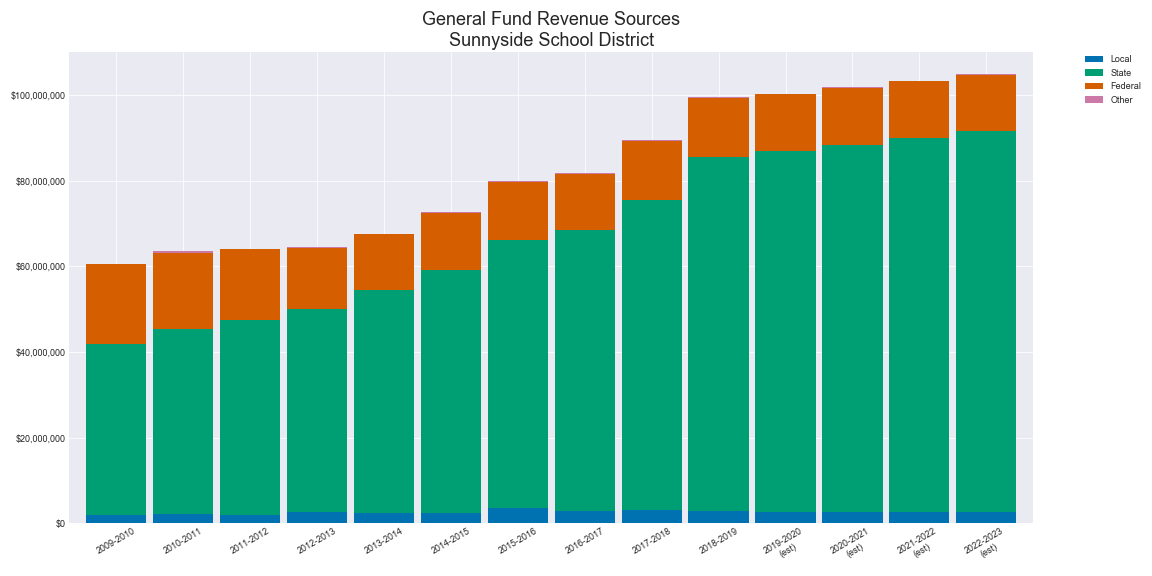 General Fund Revenue Sources
Sunnyside School District
Local
State
Federal
Other
$100,000,000
$80,000,000
$60,000,000
$40,000,000
$20,000,000
$0
2009-2010
2010-2011
2011-2012
2012-2013
2013-2014
2014-2015
2015-2016
2016-2017
2017-2018
2018-2019
2019-2020
(est)
2020-2021
(est)
2021-2022
(est)
2022-2023
(est)